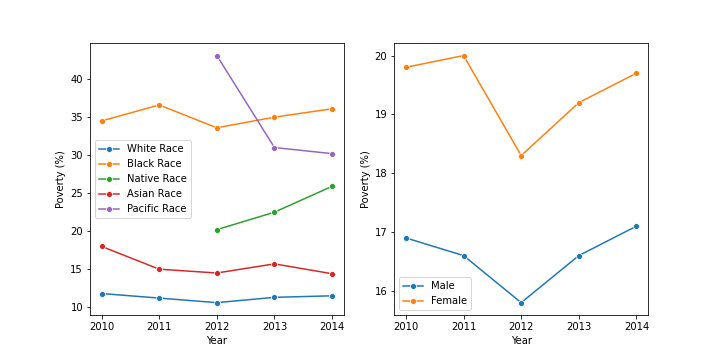 40
35
30
25
20
15
10
Poverty (%)
White Race
Black Race
Native Race
Asian Race
Pacific Race
2010 2011 2012 2013 2014
Year
20
19
18
17
16
Poverty (%)
Male
Female
2010 2011 2012 2013 2014
Year